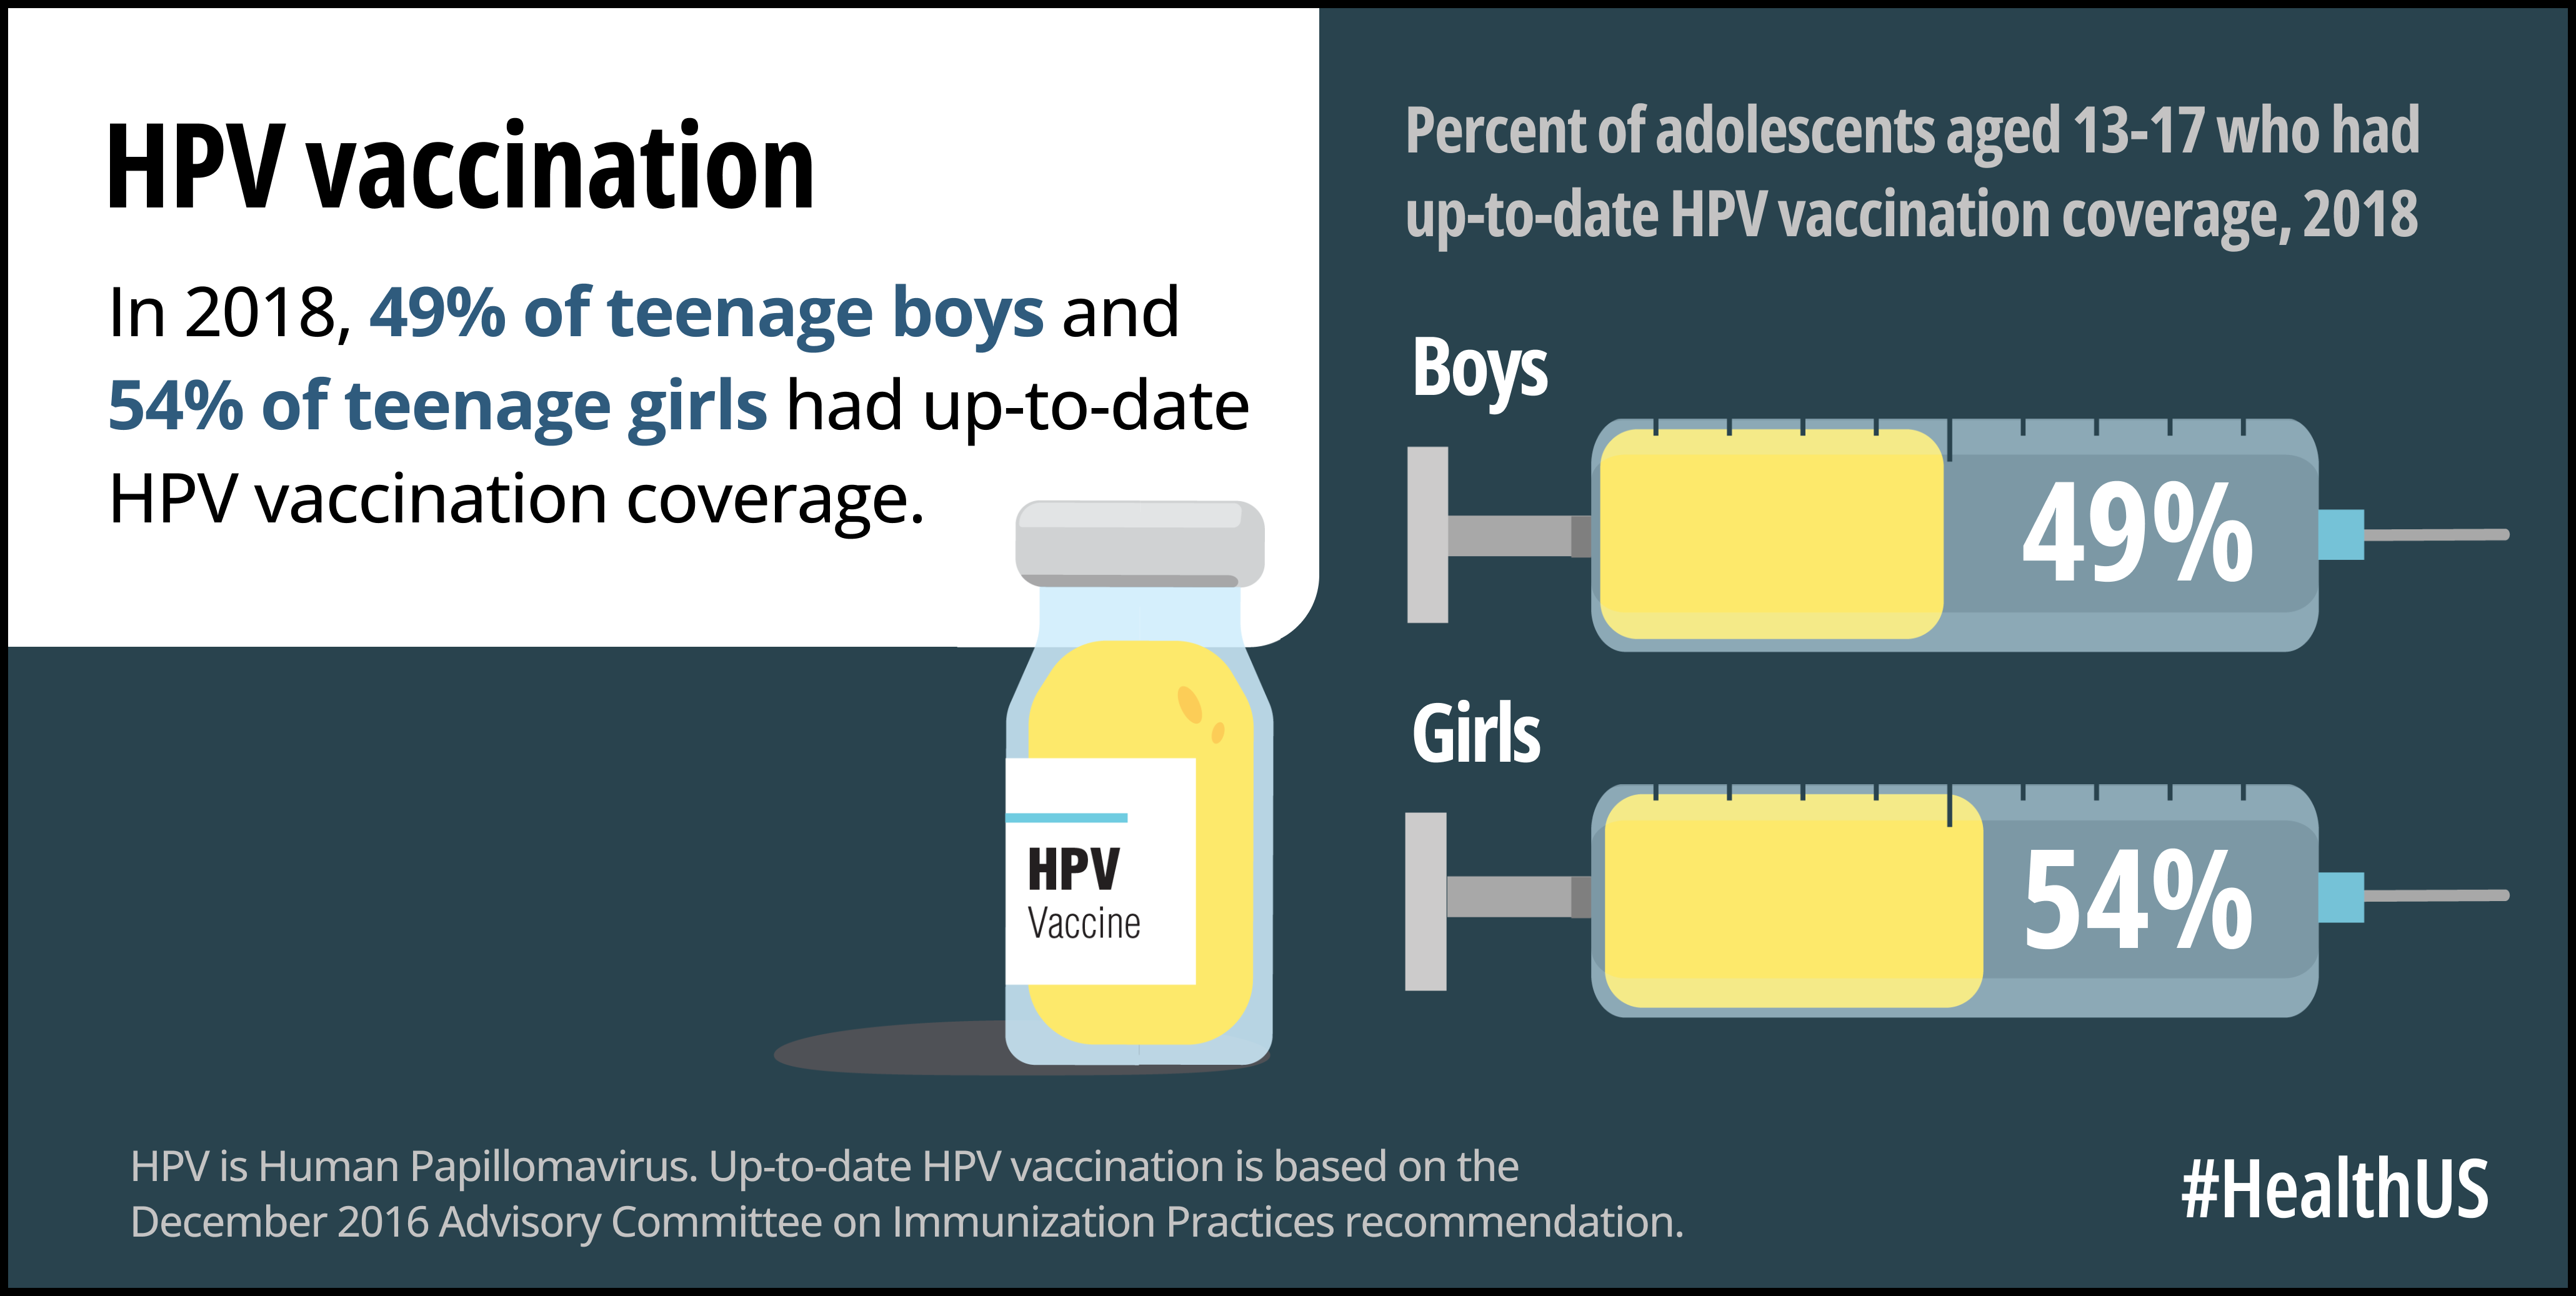 HPV vaccination
In 2018, 49% of teenage boys and
54% of teenage girls had up-to-date
HPV vaccination coverage.
HPV
Vaccine
Percent of adolescents aged 13-17 who had
up-to-date HPV vaccination coverage, 2018
Boys
49%
Girls
54%
HPV is Human Papillomavirus. Up-to-date HPV vaccination is based on the
December 2016 Advisory Committee on Immunization Practices recommendation.
#HealthUS